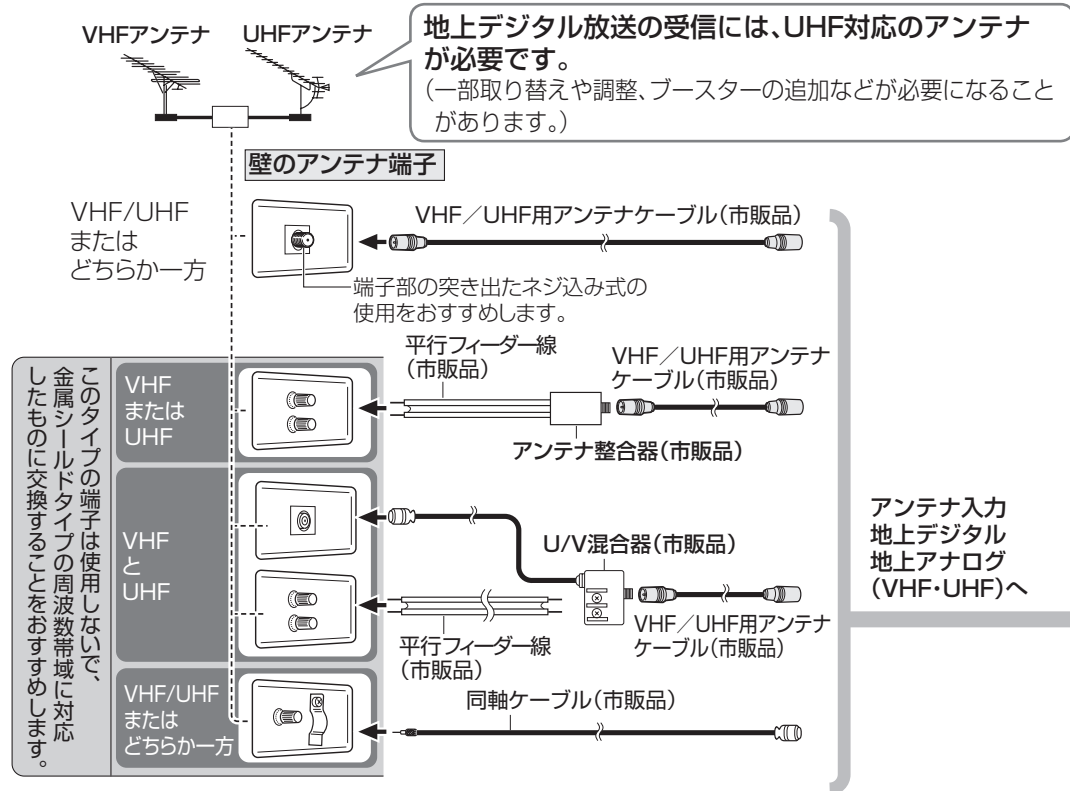 VHFアンテナ
UHFアンテナ
地上デジタル放送の受信には、UHF対応のアンテナ
が必要です。
(一部取り替えや調整、ブースターの追加などが必要になること
があります。)
壁のアンテナ端子
VHF/UHF
または
どちらか一方
VHF／UHF用アンテナケーブル(市販品)
端子部の突き出たネジ込み式の
使用をおすすめします。
このタイプの端子は使用しないで、
金属シールドタイプの周波数帯域に対応
したものに交換することをおすすめします。
VHF
または
UHF
平行フィーダー線
(市販品)
VHF／UHF用アンテナ
ケーブル(市販品)
アンテナ整合器(市販品)
VHF
と
UHF
U/V混合器(市販品)
平行フィーダー線
(市販品)
VHF／UHF用アンテナ
ケーブル(市販品)
VHF/UHF
または
どちらか一方
同軸ケーブル(市販品)
アンテナ入力
地上デジタル
地上アナログ
(VHF･UHF)へ